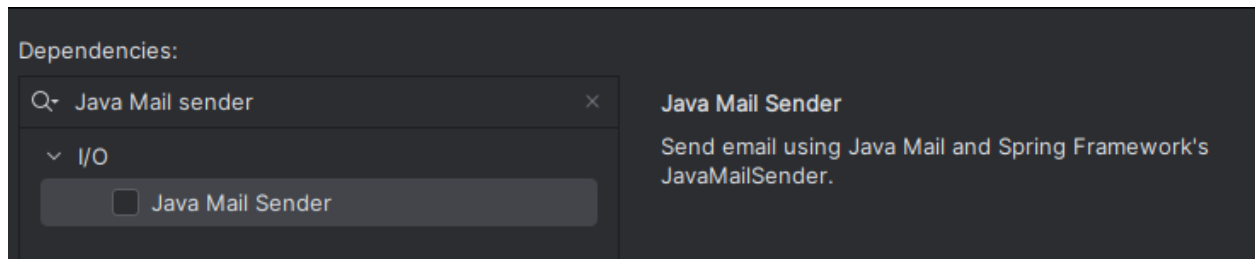 Dependencies:
Java Mail sender
I/O
Java Mail Sender
Java Mail Sender
Send email using Java Mail and Spring Framework's
JavaMailSender.